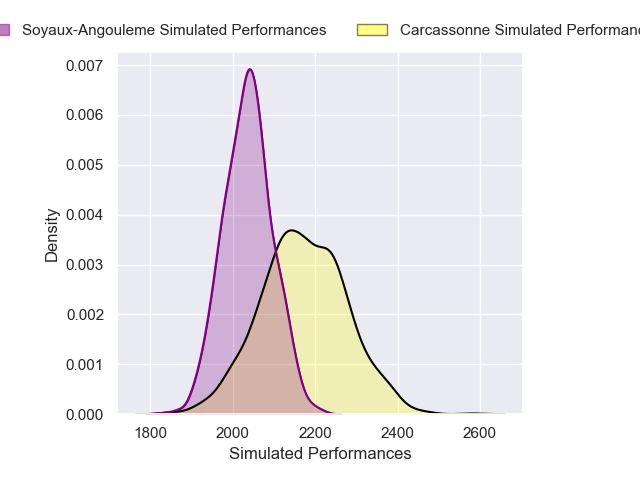 Soyaux-Angouleme Simulated Performances
Carcassonne Simulated
0.007
0.006
0.005
0.004
0.003
0.002
0.001
0.000
Density
1800 2000 2200 2400 2600
Simulated Performances